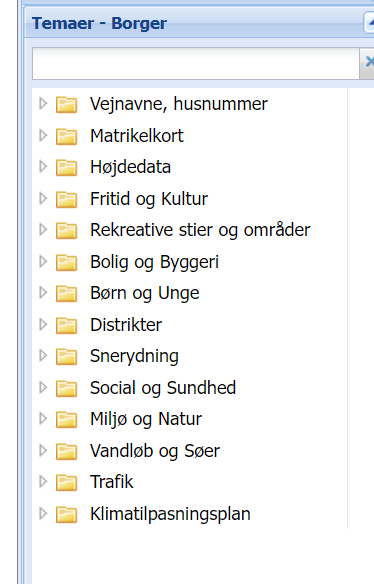 Temaer - Borger
Vejnavne, husnummer
Matrikelkort
Højdedata
Fritid og Kultur
Rekreative stier og områder
Bolig og Byggeri
Børn og Unge
Distrikter
Snerydning
Social og Sundhed
Miljø og Natur
Vandløb og Søer
Trafik
Klimatilpasningsplan